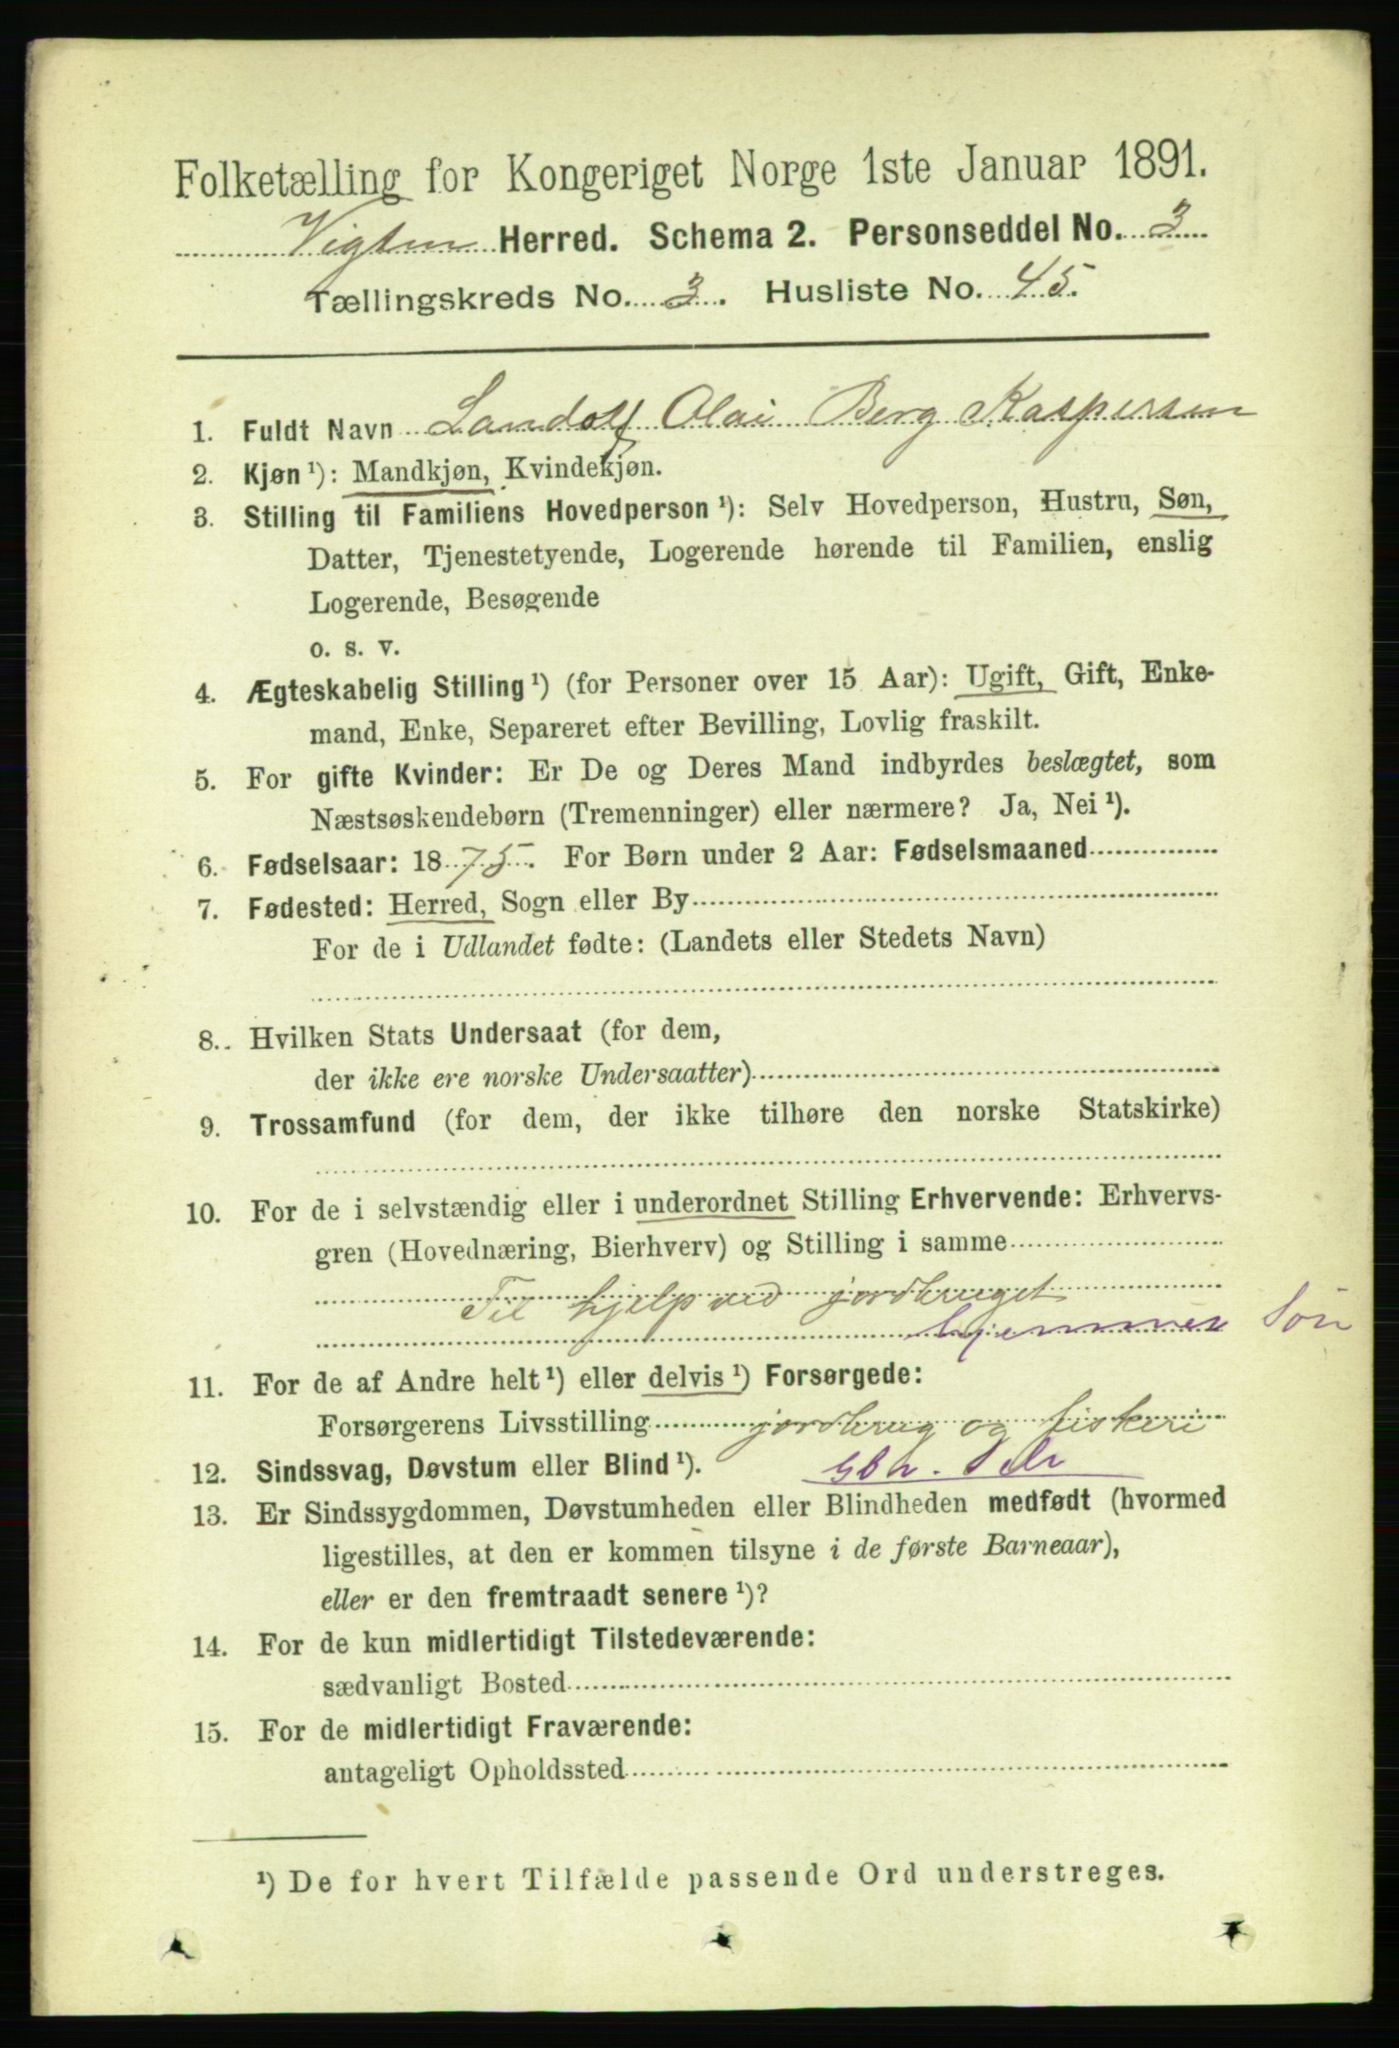 Folketælling for Kongeriget Norge 1ste Januar 1891.
Vigten Herred. Schema 2. Personseddel No. 3
Tællingskreds No. 3. Husliste No. 45.
1. Fuldt Navn Landolf Olai Berg Kaspersen
2. Kjøn ¹): Mandkjøn, Kvindekjøn.
3. Stilling til Familiens Hovedperson ¹): Selv Hovedperson, Hustru, Søn,
Datter, Tjenestetyende, Logerende hørende til Familien, enslig
Logerende, Besøgende
o. s. v.
4. Ægteskabelig Stilling ¹) (for Personer over 15 Aar): Ugift, Gift, Enke-
mand, Enke, Separeret efter Bevilling, Lovlig fraskilt.
5. For gifte Kvinder: Er De og Deres Mand indbyrdes beslægtet, som
Næstsøskendebørn (Tremenninger) eller nærmere? Ja, Nei ¹).
6. Fødselsaar: 1875. For Børn under 2 Aar: Fødselsmaaned
7. Fødested: Herred, Sogn eller By
For de i Udlandet fødte: (Landets eller Stedets Navn)
8. Hvilken Stats Undersaat (for dem,
der ikke ere norske Undersaatter)
9. Trossamfund (for dem, der ikke tilhøre den norske Statskirke)
10. For de i selvstændig eller i underordnet Stilling Erhvervende: Erhvervs-
gren (Hovednæring, Bierhverv) og Stilling i samme
Til hjelp ved jordbruget
hjemmev Søn
11. For de af Andre helt ¹) eller delvis ¹) Forsørgede:
Forsørgerens Livsstilling jordbrug og fiskeri
12. Sindssvag, Døvstum eller Blind ¹). Gbr.
13. Er Sindssygdommen, Døvstumheden eller Blindheden medfødt (hvormed
ligestilles, at den er kommen tilsyne i de første Barneaar),
eller er den fremtraadt senere ¹)?
14. For de kun midlertidigt Tilstedeværende:
sædvanligt Bosted
15. For de midlertidigt Fraværende:
antageligt Opholdssted
¹) De for hvert Tilfælde passende Ord understreges.